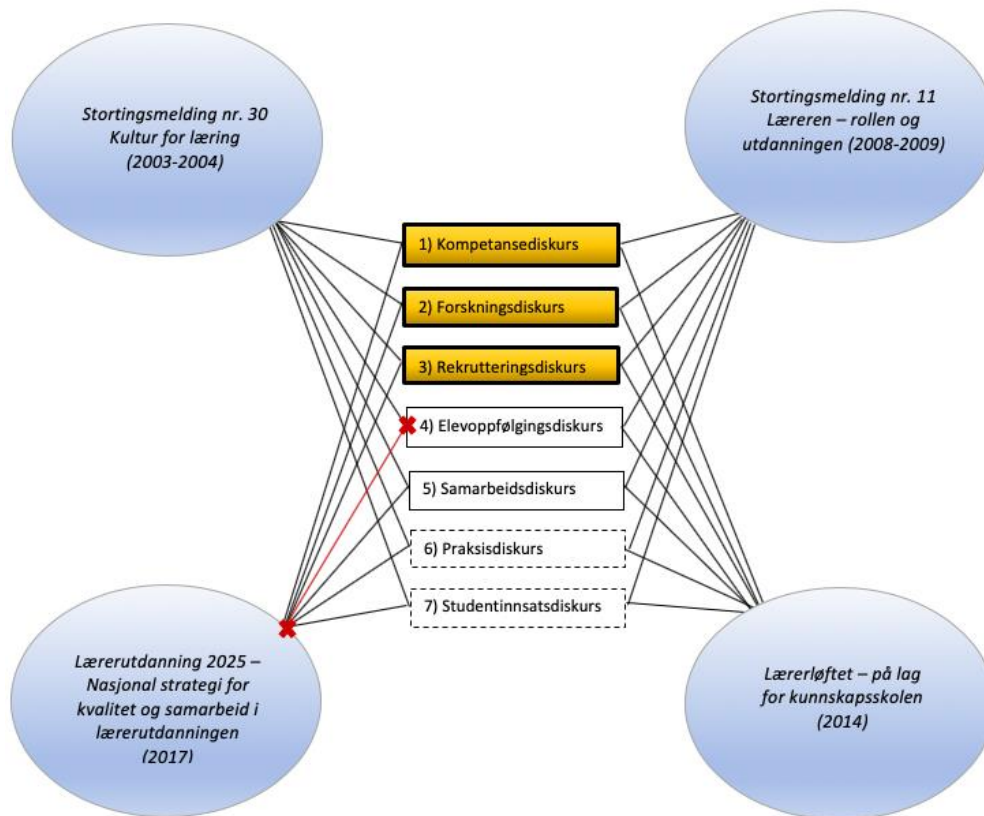 Stortingsmelding nr. 30
Kultur for læring
(2003-2004)
Stortingsmelding nr. 11
Læreren – rollen og
utdanningen (2008-2009)
1) Kompetansediskurs
2) Forskningsdiskurs
3) Rekrutteringsdiskurs
4) Elevoppfølgingsdiskurs
5) Samarbeidsdiskurs
6) Praksisdiskurs
7) Studentinnsatsdiskurs
Lærerutdanning 2025 –
Nasjonal strategi for
kvalitet og samarbeid i
lærerutdanningen
(2017)
Lærerløftet – på lag
for kunnskapsskolen
(2014)